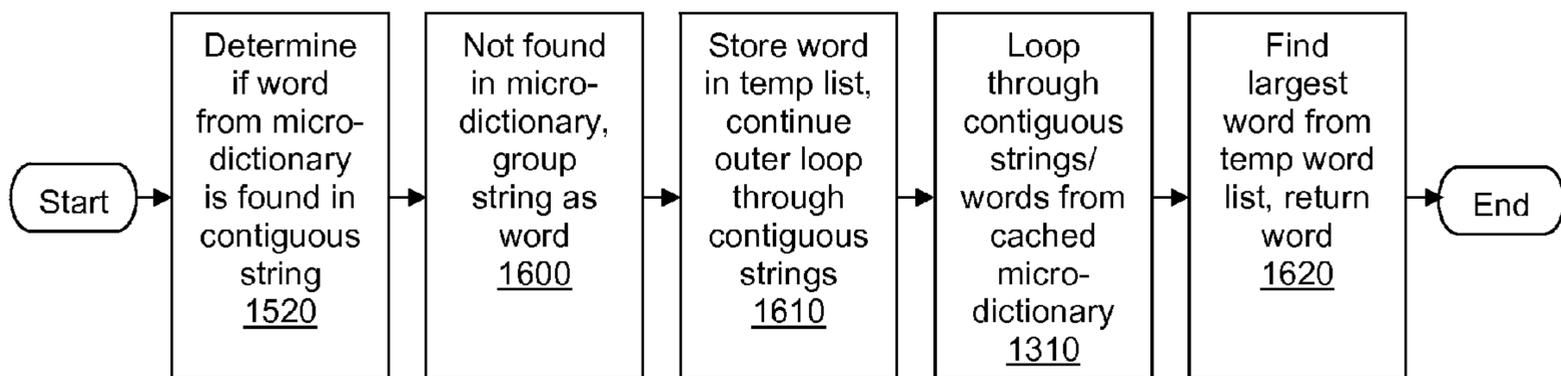 Start
Determine
if word
from micro-
dictionary
is found in
contiguous
string
1520
Not found
in micro-
dictionary,
group
string as
word
1600
Store word
in temp list,
continue
outer loop
through
contiguous
strings
1610
Loop
through
contiguous
strings/
words from
cached
micro-
dictionary
1310
Find
largest
word from
temp word
list, return
word
1620
End